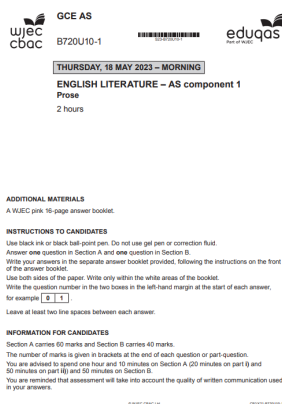 GCE AS
wjec
cbac
B720U10-1
S23-B720U10-1
eduqas
Part of WJEC
THURSDAY, 18 MAY 2023 – MORNING
ENGLISH LITERATURE – AS component 1
Prose
2 hours
ADDITIONAL MATERIALS
A WJEC pink 16-page answer booklet.
INSTRUCTIONS TO CANDIDATES
Use black ink or black ball-point pen. Do not use gel pen or correction fluid.
Answer one question in Section A and one question in Section B.
Write your answers in the separate answer booklet provided, following the instructions on the front
of the answer booklet.
Use both sides of the paper. Write only within the white areas of the booklet.
Write the question number in the two boxes in the left-hand margin at the start of each answer,
for example 0 1 .
Leave at least two line spaces between each answer.
INFORMATION FOR CANDIDATES
Section A carries 60 marks and Section B carries 40 marks.
The number of marks is given in brackets at the end of each question or part-question.
You are advised to spend one hour and 10 minutes on Section A (20 minutes on part i) and
50 minutes on part ii)) and 50 minutes on Section B.
You are reminded that assessment will take into account the quality of written communication used
in your answers.